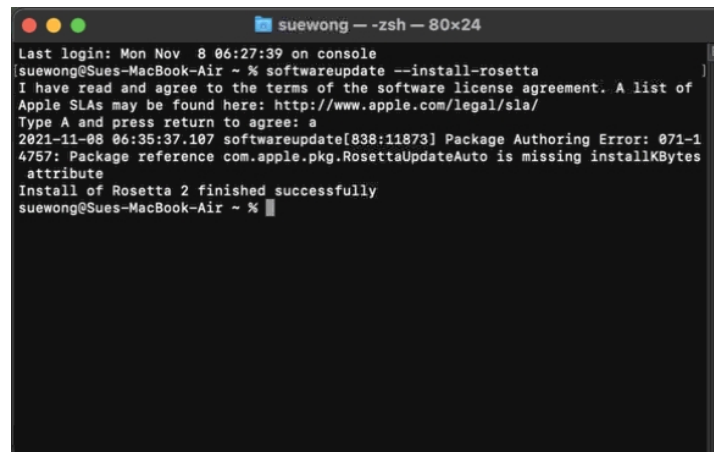 suewong — -zsh — 80×24
Last login: Mon Nov  8 06:27:39 on console
[suewong@Sues-MacBook-Air ~ % softwareupdate --install-rosetta ]
I have read and agree to the terms of the software license agreement. A list of
Apple SLAs may be found here: http://www.apple.com/legal/sla/
Type A and press return to agree: a
2021-11-08 06:35:37.107 softwareupdate[838:11873] Package Authoring Error: 071-1
4757: Package reference com.apple.pkg.RosettaUpdateAuto is missing installKBytes
 attribute
Install of Rosetta 2 finished successfully
suewong@Sues-MacBook-Air ~ %